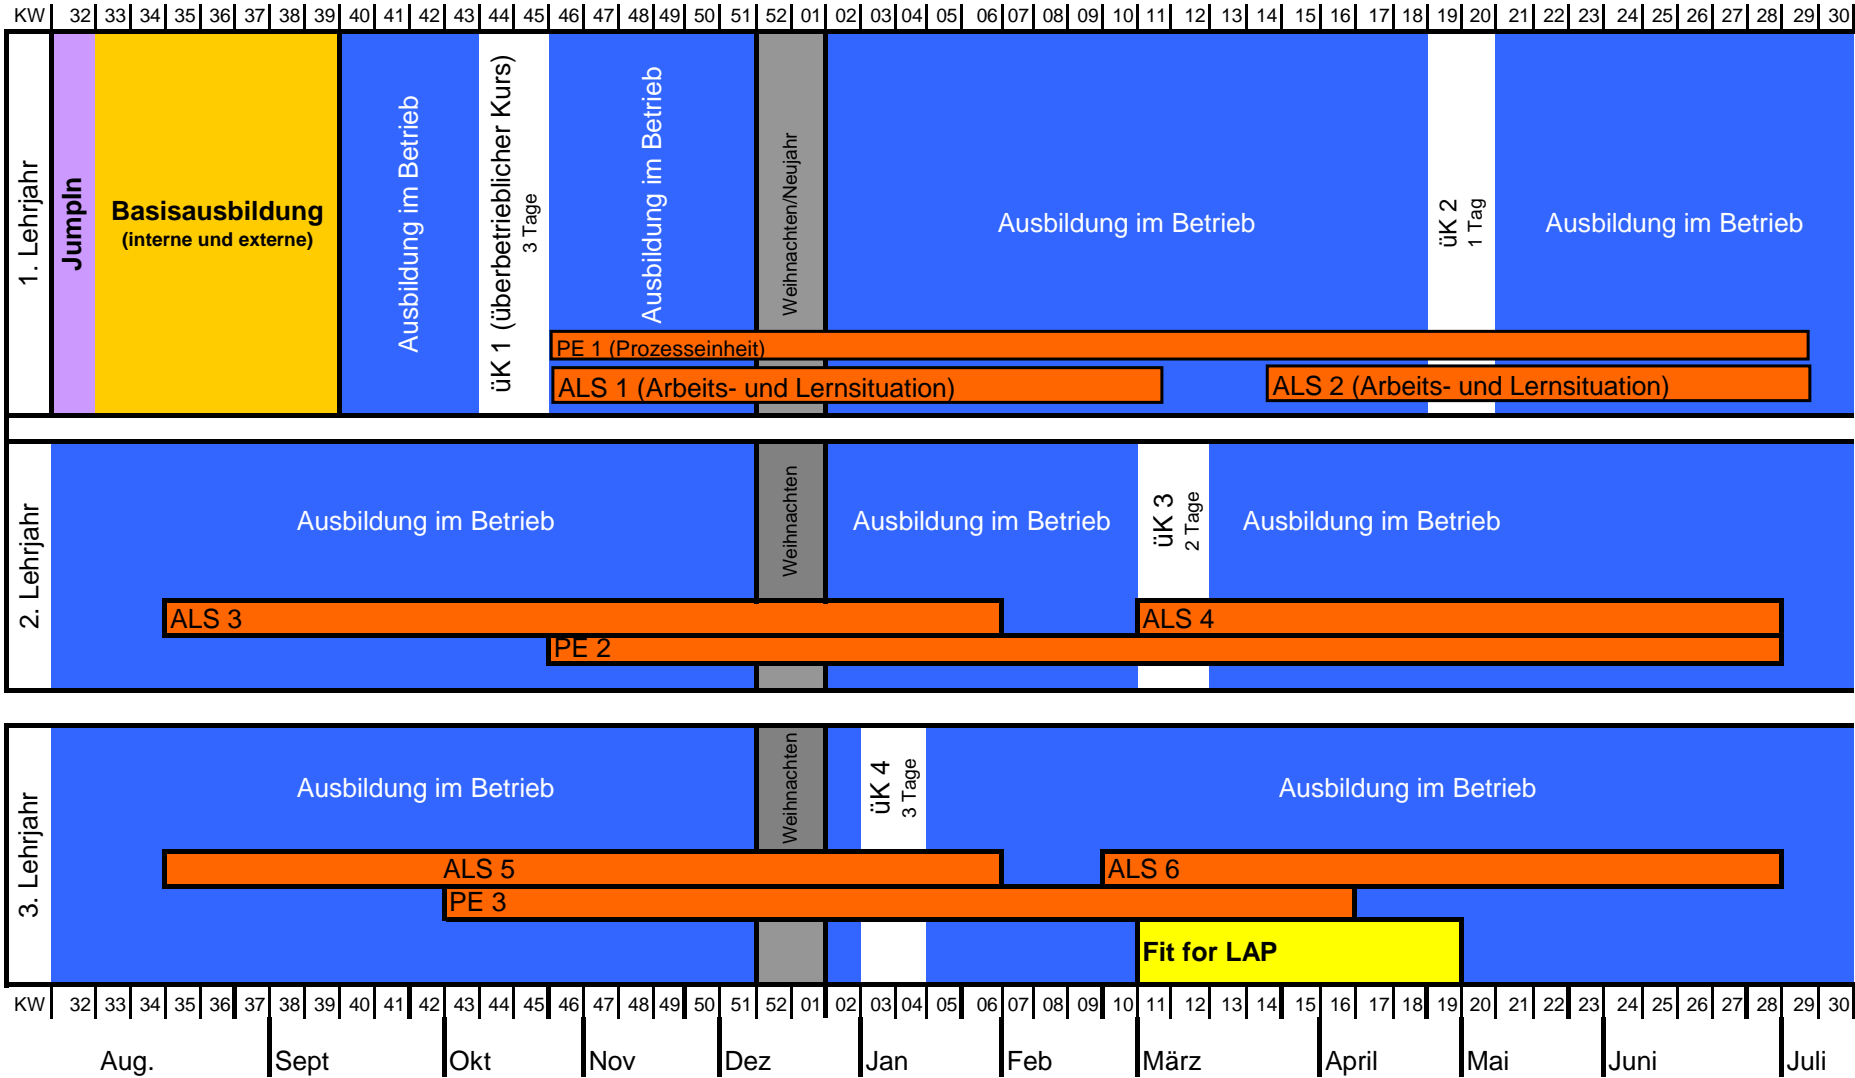 KW 32 33 34 35 36 37 38 39 40 41 42 43 44 45 46 47 48 49 50 51 52 01 02 03 04 05 06 07 08 09 10 11 12 13 14 15 16 17 18 19 20 21 22 23 24 25 26 27 28 29 30
1. Lehrjahr
JumpIn
Basisausbildung
(interne und externe)
Ausbildung im Betrieb
üK 1 (überbetrieblicher Kurs)
3 Tage
Ausbildung im Betrieb
Weihnachten/Neujahr
Ausbildung im Betrieb
üK 2
1 Tag
Ausbildung im Betrieb
PE 1 (Prozesseinheit)
ALS 1 (Arbeits- und Lernsituation)
ALS 2 (Arbeits- und Lernsituation)
2. Lehrjahr
Ausbildung im Betrieb
Weihnachten
Ausbildung im Betrieb
üK 3
2 Tage
Ausbildung im Betrieb
ALS 3
ALS 4
PE 2
3. Lehrjahr
Ausbildung im Betrieb
Weihnachten
üK 4
3 Tage
Ausbildung im Betrieb
ALS 5
ALS 6
PE 3
Fit for LAP
KW 32 33 34 35 36 37 38 39 40 41 42 43 44 45 46 47 48 49 50 51 52 01 02 03 04 05 06 07 08 09 10 11 12 13 14 15 16 17 18 19 20 21 22 23 24 25 26 27 28 29 30
Aug. Sept Okt Nov Dez Jan Feb März April Mai Juni Juli